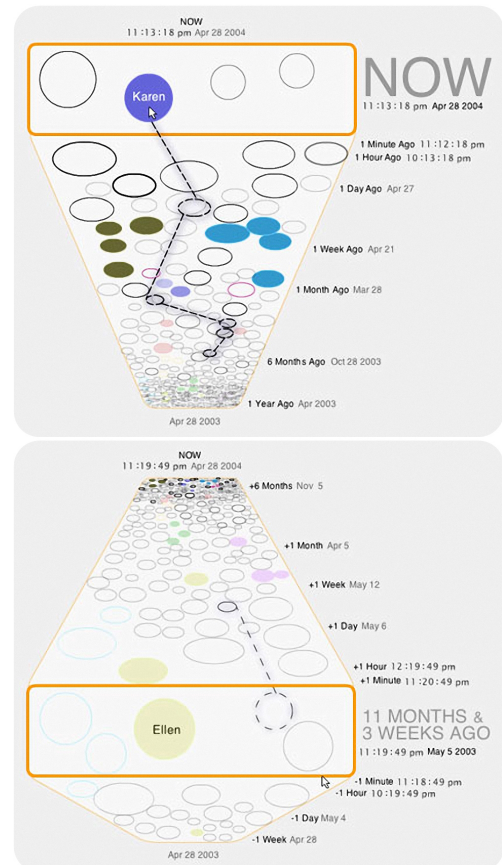 NOW
11:13:18 pm Apr 28 2004
Karen
NOW
11:13:18 pm Apr 28 2004
1 Minute Ago 11:12:18 pm
1 Hour Ago 10:13:18 pm
1 Day Ago Apr 27
1 Week Ago Apr 21
1 Month Ago Mar 28
6 Months Ago Oct 28 2003
1 Year Ago Apr 2003
Apr 28 2003
NOW
11:19:49 pm Apr 28 2004
+6 Months Nov 5
+1 Month Apr 5
+1 Week May 12
+1 Day May 6
+1 Hour 12:19:49 pm
+1 Minute 11:20:49 pm
Ellen
11 MONTHS &
3 WEEKS AGO
11:19:49 pm May 5 2003
-1 Minute 11:18:49 pm
-1 Hour 10:19:49 pm
-1 Day May 4
-1 Week Apr 28
Apr 28 2003